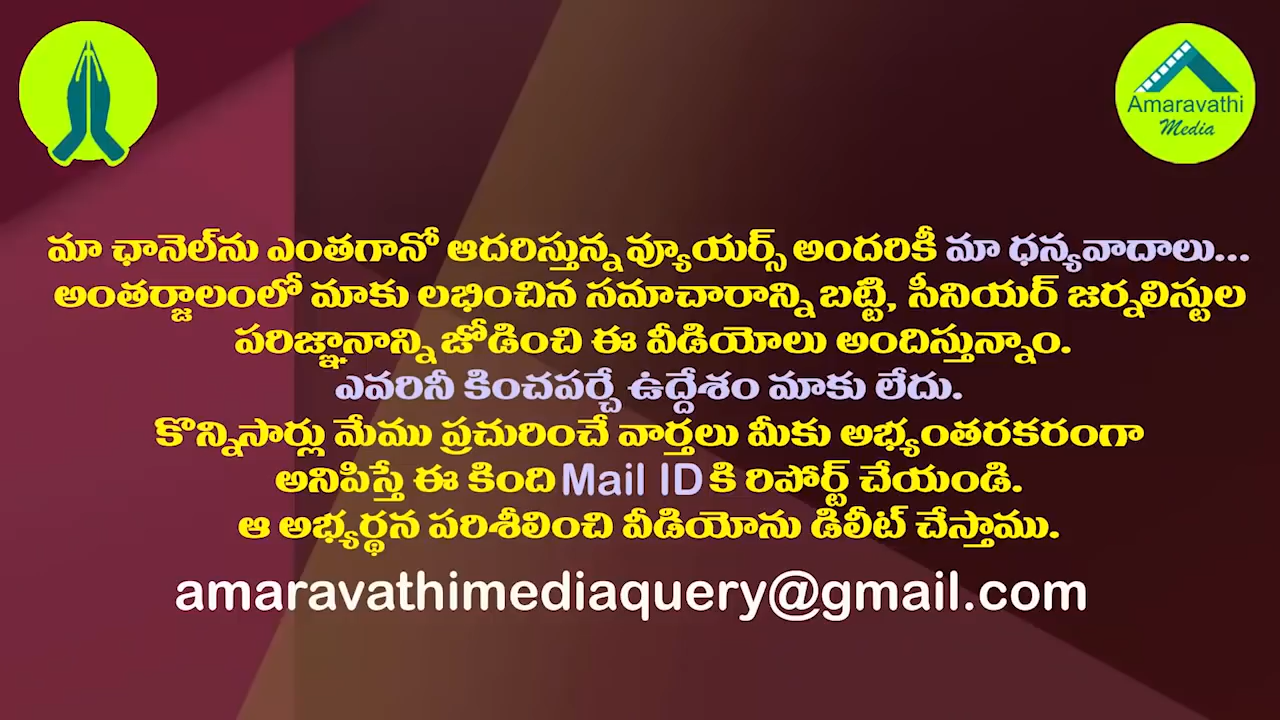 Amaravathi
Media
మా ఛానెల్‌ను ఎంతగానో ఆదరిస్తున్న వ్యూయర్స్ అందరికీ మా ధన్యవాదాలు...
అంతర్జాలంలో మాకు లభించిన సమాచారాన్ని బట్టి, సీనియర్ జర్నలిస్టుల
పరిజ్ఞానాన్ని జోడించి ఈ వీడియోలు అందిస్తున్నాం.
ఎవరినీ కించపర్చే ఉద్దేశం మాకు లేదు.
కొన్నిసార్లు మేము ప్రచురించే వార్తలు మీకు అభ్యంతరకరంగా
అనిపిస్తే ఈ కింది Mail ID కి రిపోర్ట్ చేయండి.
ఆ అభ్యర్థన పరిశీలించి వీడియోను డిలీట్ చేస్తాము.
amaravathimediaquery@gmail.com